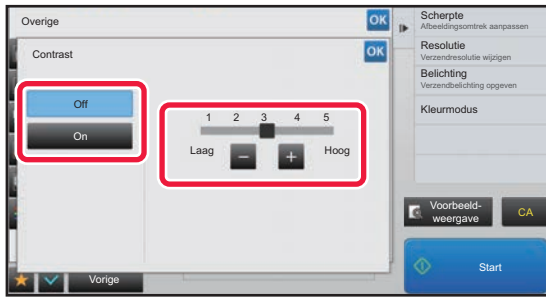 Overige
OK
Contrast
OK
Off
On
1 2 3 4 5
Laag
Hoog
Vorige
Scherpte
Afbeeldingsomtrek aanpassen
Resolutie
Verzendresolutie wijzigen
Belichting
Verzendbelichting opgeven
Kleurmodus
Voorbeeld-
weergave
CA
Start